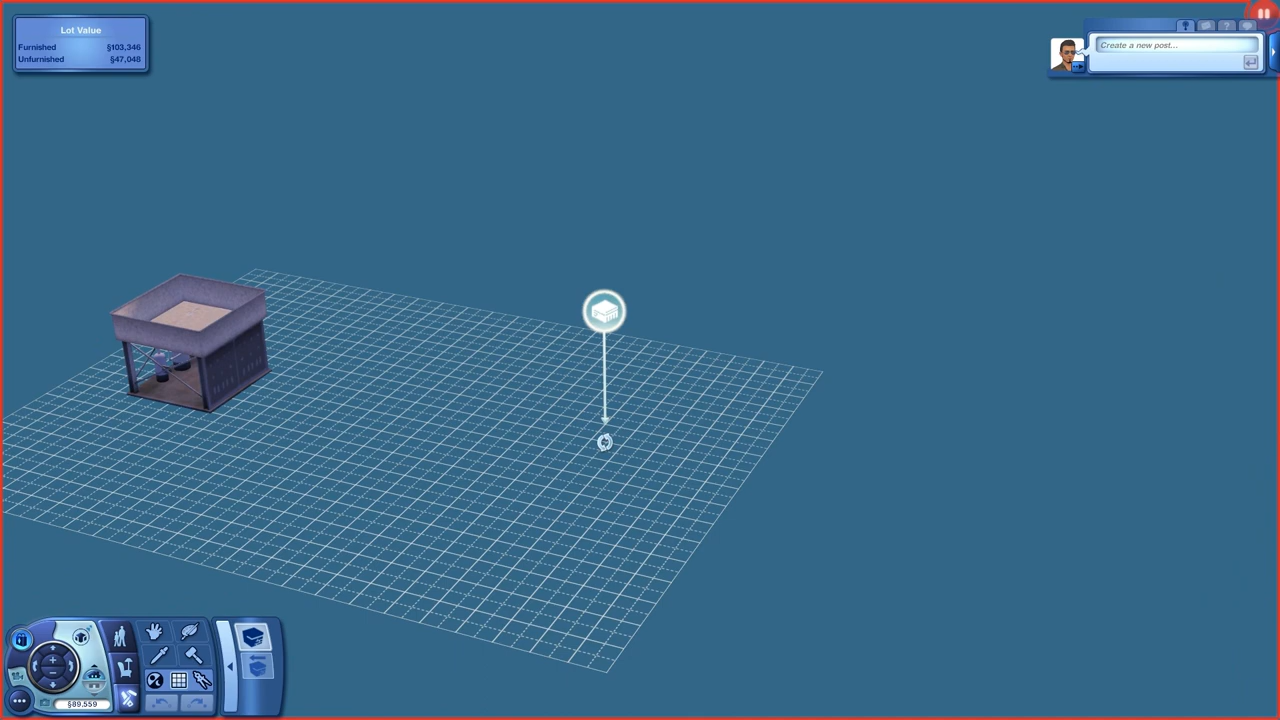 Lot Value
Furnished §103,346
Unfurnished §47,048
Create a new post...
§89,559